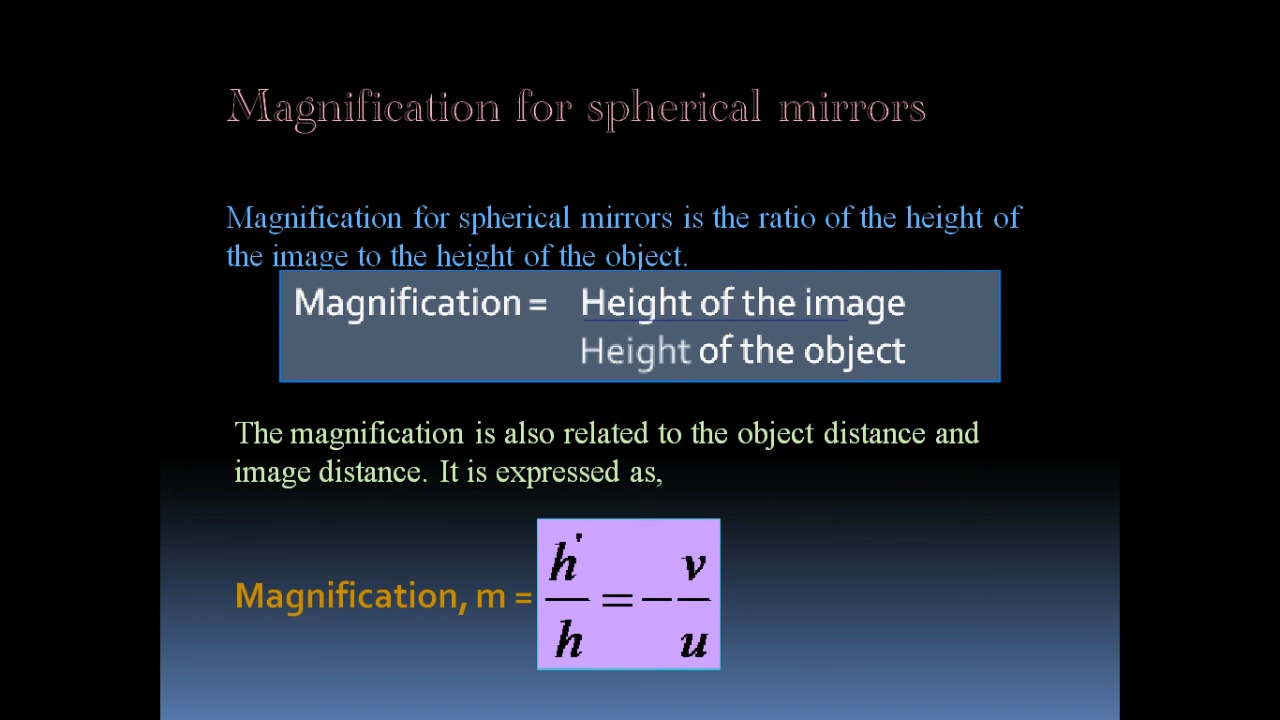 Magnification for spherical mirrors
Magnification for spherical mirrors is the ratio of the height of
the image to the height of the object.
Magnification = Height of the image
Height of the object
The magnification is also related to the object distance and
image distance. It is expressed as,
Magnification, m = h'/h = - v/u